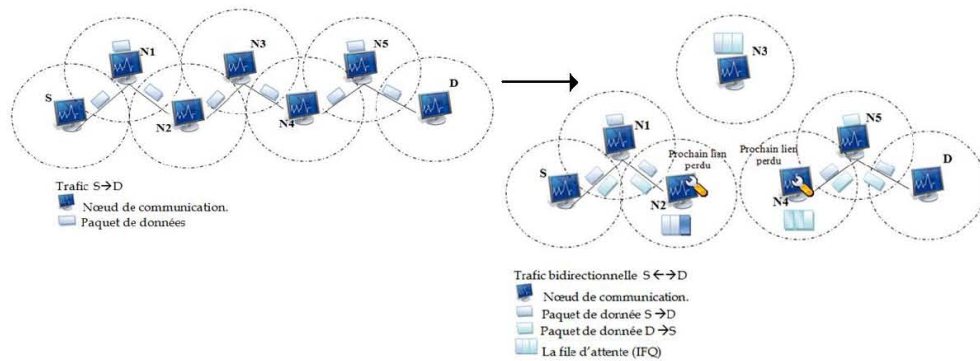 N1
N3
N5
S
D
N2
N4
Trafic S→D
Nœud de communication.
Paquet de données
N3
N1
N5
Prochain lien
perdu
Prochain lien
perdu
S
D
N2
N4
Trafic bidirectionnelle S ←→D
Nœud de communication.
Paquet de donnée S→D
Paquet de donnée D→S
La file d'attente (IFQ)